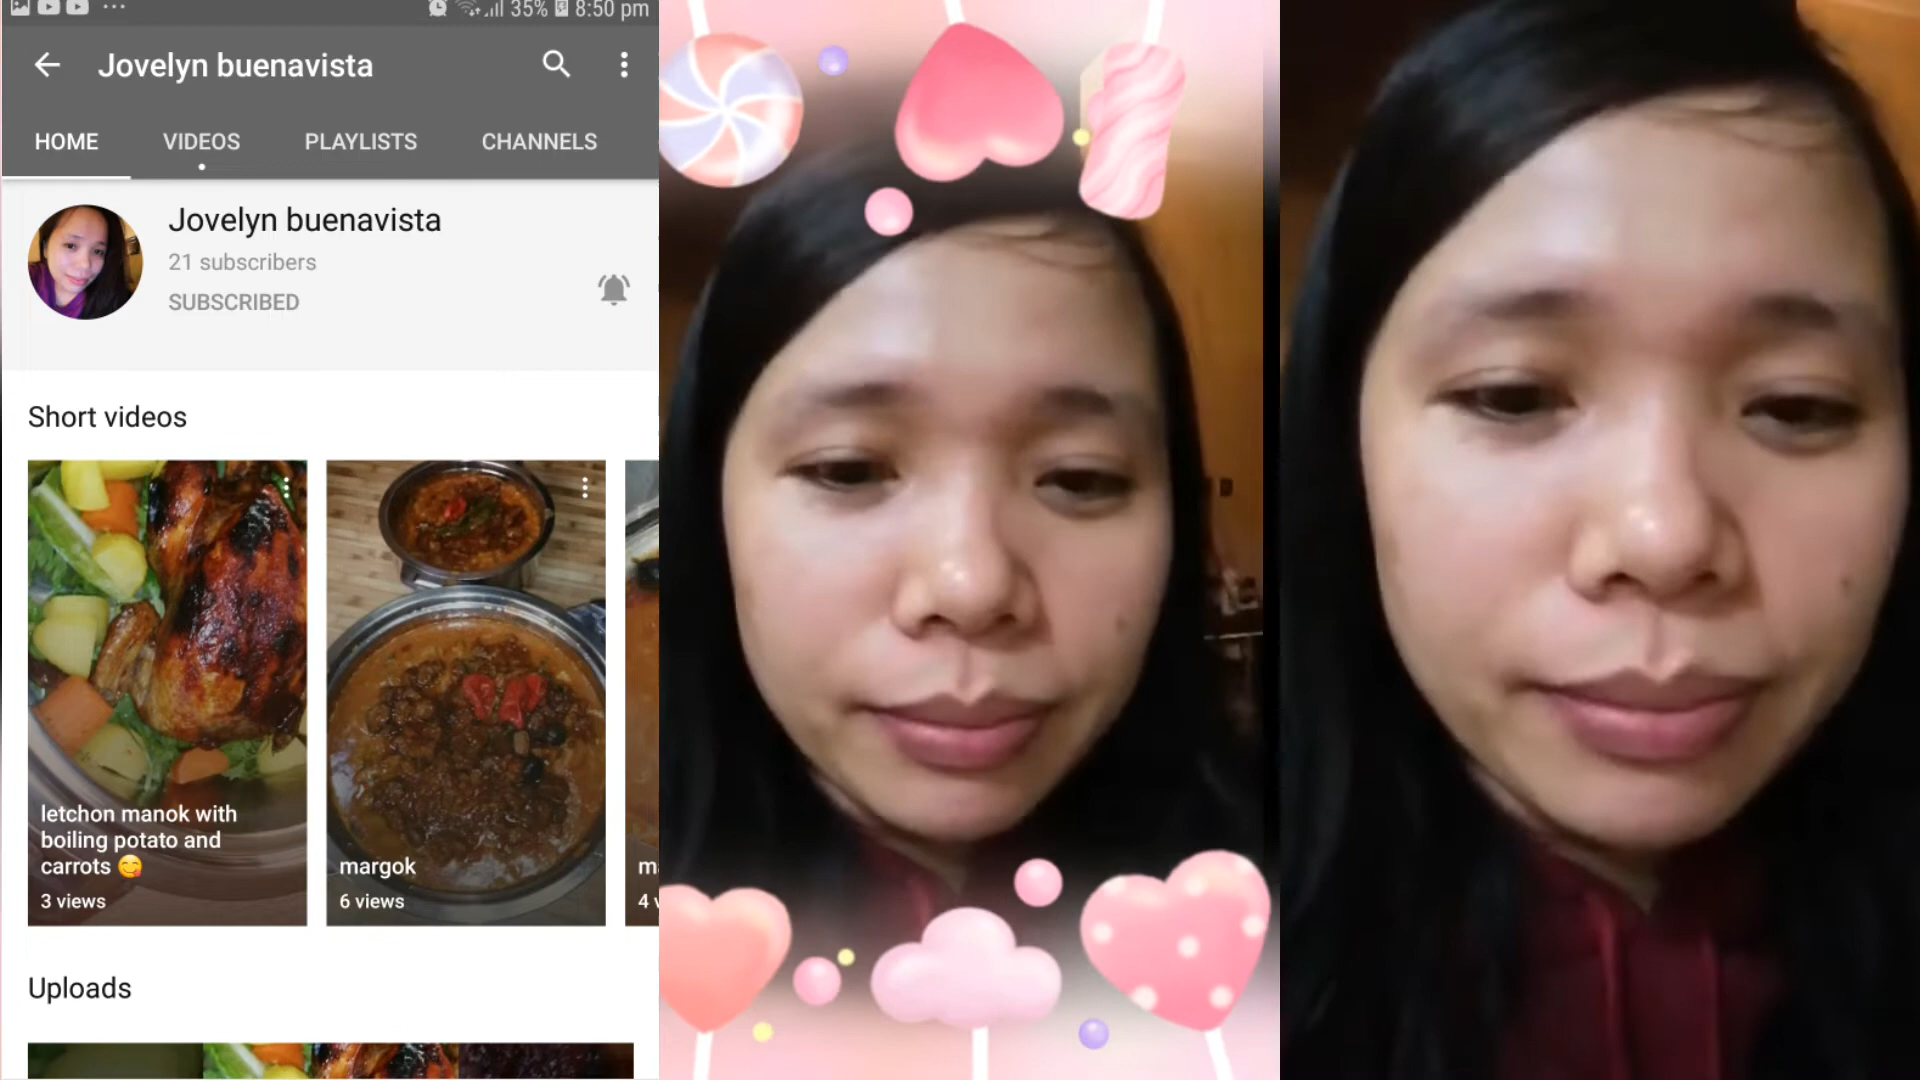 35% 8:50 pm
Jovelyn buenavista
HOME VIDEOS PLAYLISTS CHANNELS
Jovelyn buenavista
21 subscribers
SUBSCRIBED
Short videos
letchon manok with
boiling potato and
carrots 😋
3 views
margok
6 views
4
Uploads